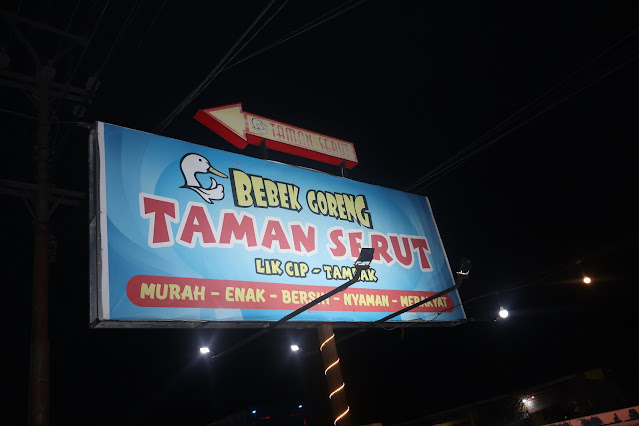 TAMAN SERUT
BEBEK GORENG
TAMAN SERUT
LIK CIP - TAMBAK
MURAH - ENAK - BERSIH - NYAMAN - MERAKYAT